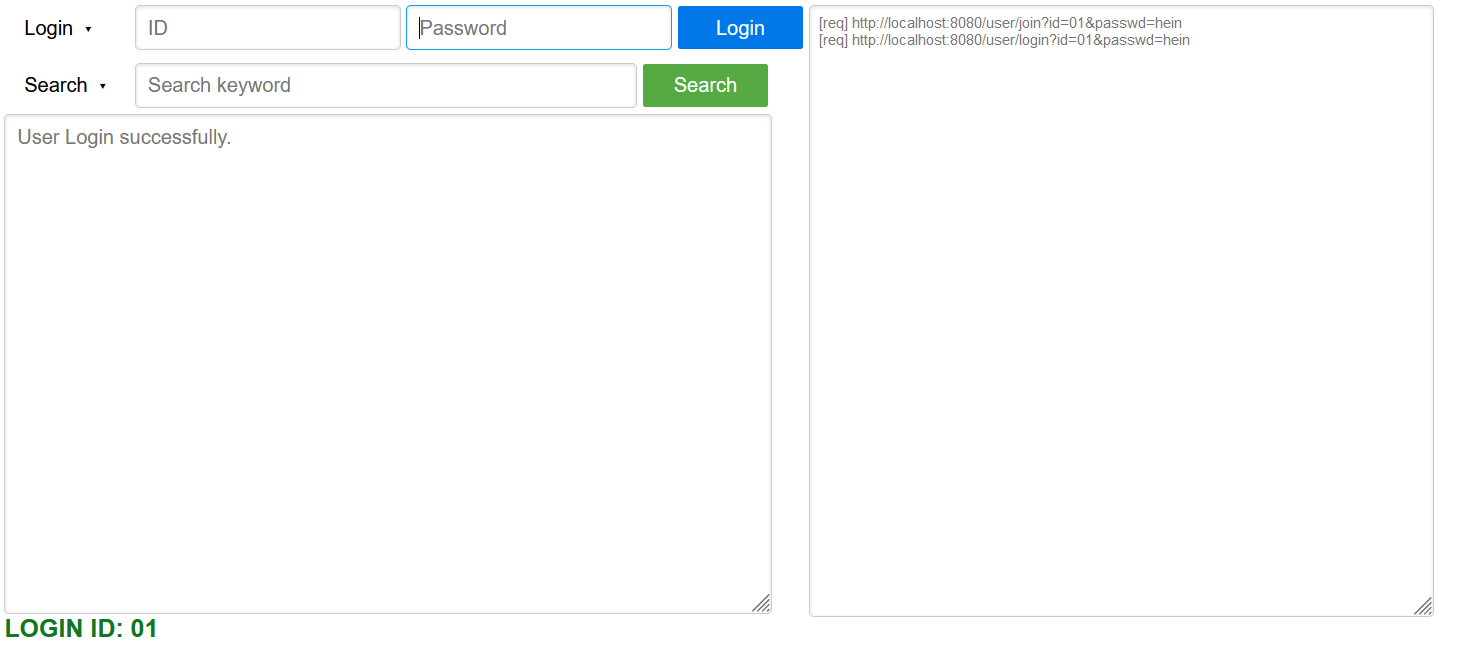 Login ▾ ID Password Login
Search ▾ Search keyword Search
User Login successfully.
LOGIN ID: 01
[req] http://localhost:8080/user/join?id=01&passwd=hein
[req] http://localhost:8080/user/login?id=01&passwd=hein